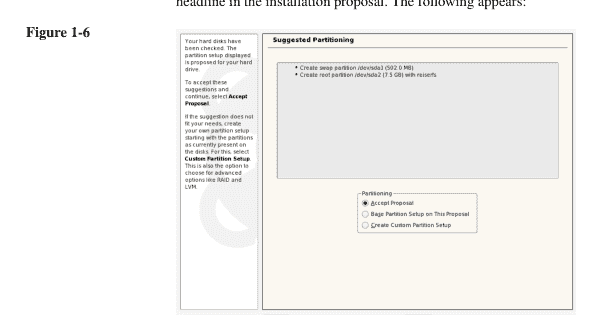 headline in the installation proposal. The following appears:
Figure 1-6
Your hard disks have
been checked. The
partition setup displayed
is proposed for your hard
drive.
To accept these
suggestions and
continue, select Accept
Proposal.
If the suggestion does not
fit your needs, create
your own partition setup
starting with the partitions
as currently present on
the disks. For this, select
Custom Partition Setup.
This is also the option to
choose for advanced
options like RAID and
LVM.
Suggested Partitioning
• Create swap partition /dev/sda1 (502.0 MB)
• Create root partition /dev/sda2 (7.5 GB) with reiserfs
Partitioning
Accept Proposal
Base Partition Setup on This Proposal
Create Custom Partition Setup